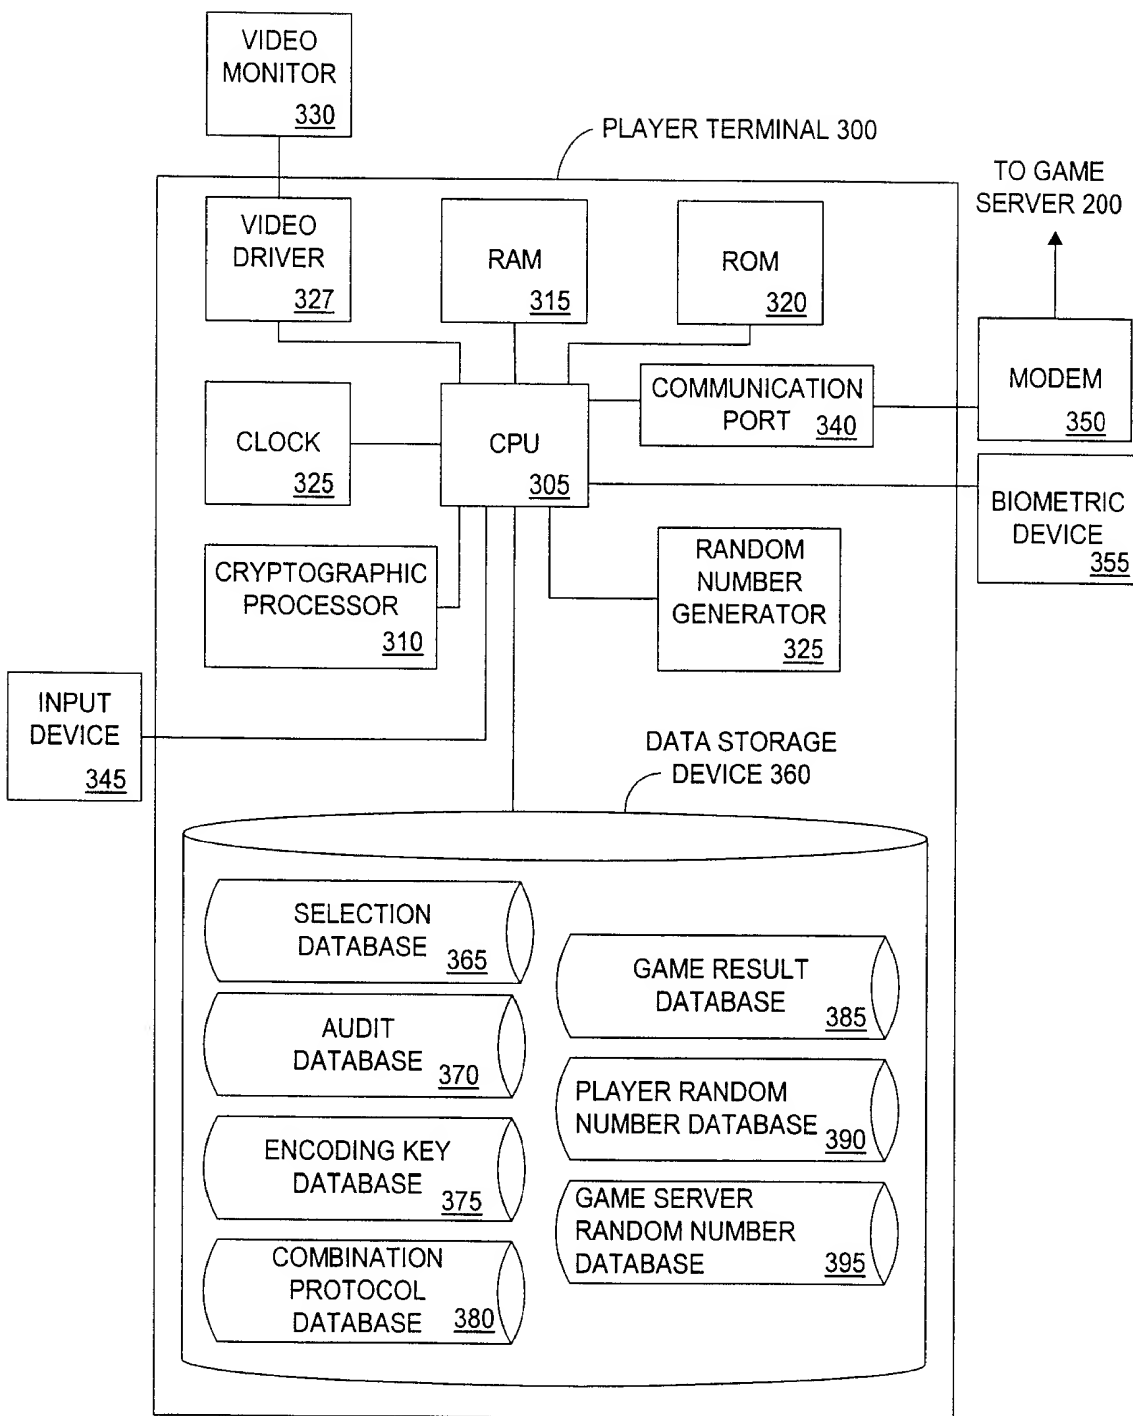 VIDEO
MONITOR
330
PLAYER TERMINAL 300
TO GAME
SERVER 200
VIDEO
DRIVER
327
RAM
315
ROM
320
MODEM
350
COMMUNICATION
PORT 340
CLOCK
325
CPU
305
BIOMETRIC
DEVICE
355
CRYPTOGRAPHIC
PROCESSOR
310
RANDOM
NUMBER
GENERATOR
325
INPUT
DEVICE
345
DATA STORAGE
DEVICE 360
SELECTION
DATABASE 365
AUDIT
DATABASE 370
ENCODING KEY
DATABASE 375
COMBINATION
PROTOCOL
DATABASE 380
GAME RESULT
DATABASE 385
PLAYER RANDOM
NUMBER DATABASE 390
GAME SERVER
RANDOM NUMBER
DATABASE 395